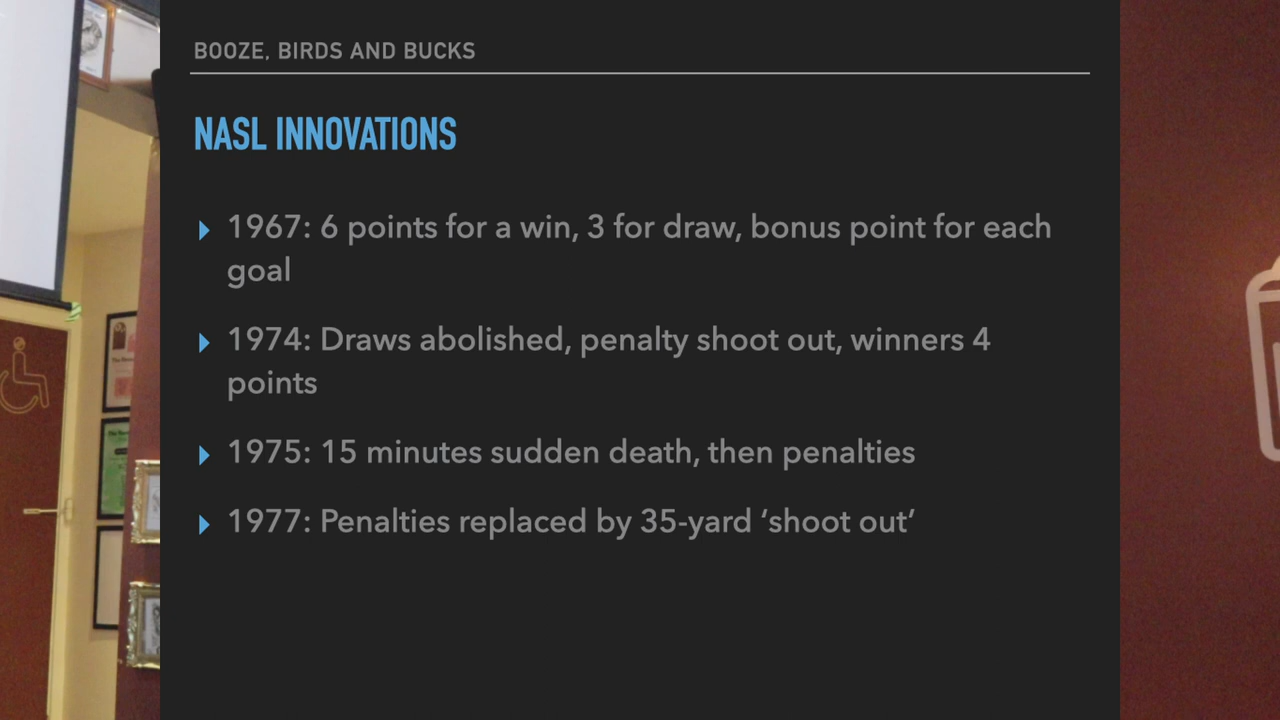 BOOZE, BIRDS AND BUCKS
NASL INNOVATIONS
1967: 6 points for a win, 3 for draw, bonus point for each
goal
1974: Draws abolished, penalty shoot out, winners 4
points
1975: 15 minutes sudden death, then penalties
1977: Penalties replaced by 35-yard ‘shoot out’